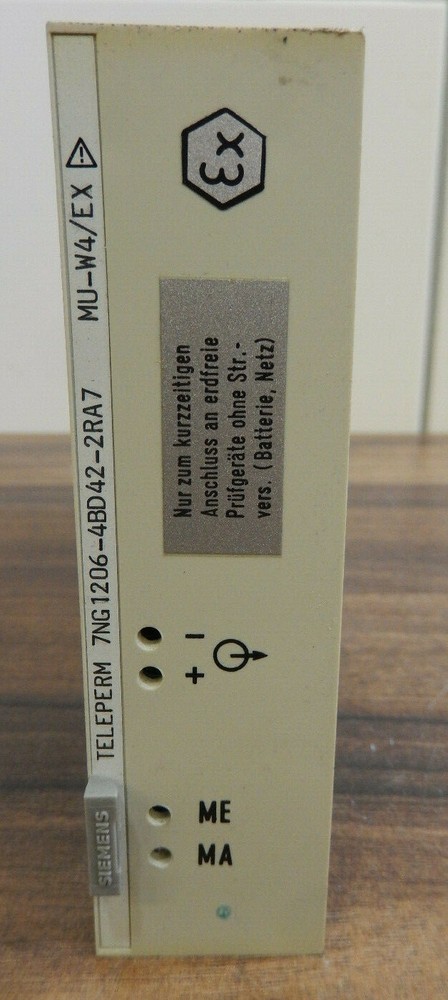 TELEPERM 7NG1206-4BD42-2RA7 MU-W4/EX
εx
Nur zum kurzzeitigen
Anschluss an erdfreie
Prüfgeräte ohne Str.-
vers. (Batterie, Netz)
-
+
ME
MA
SIEMENS